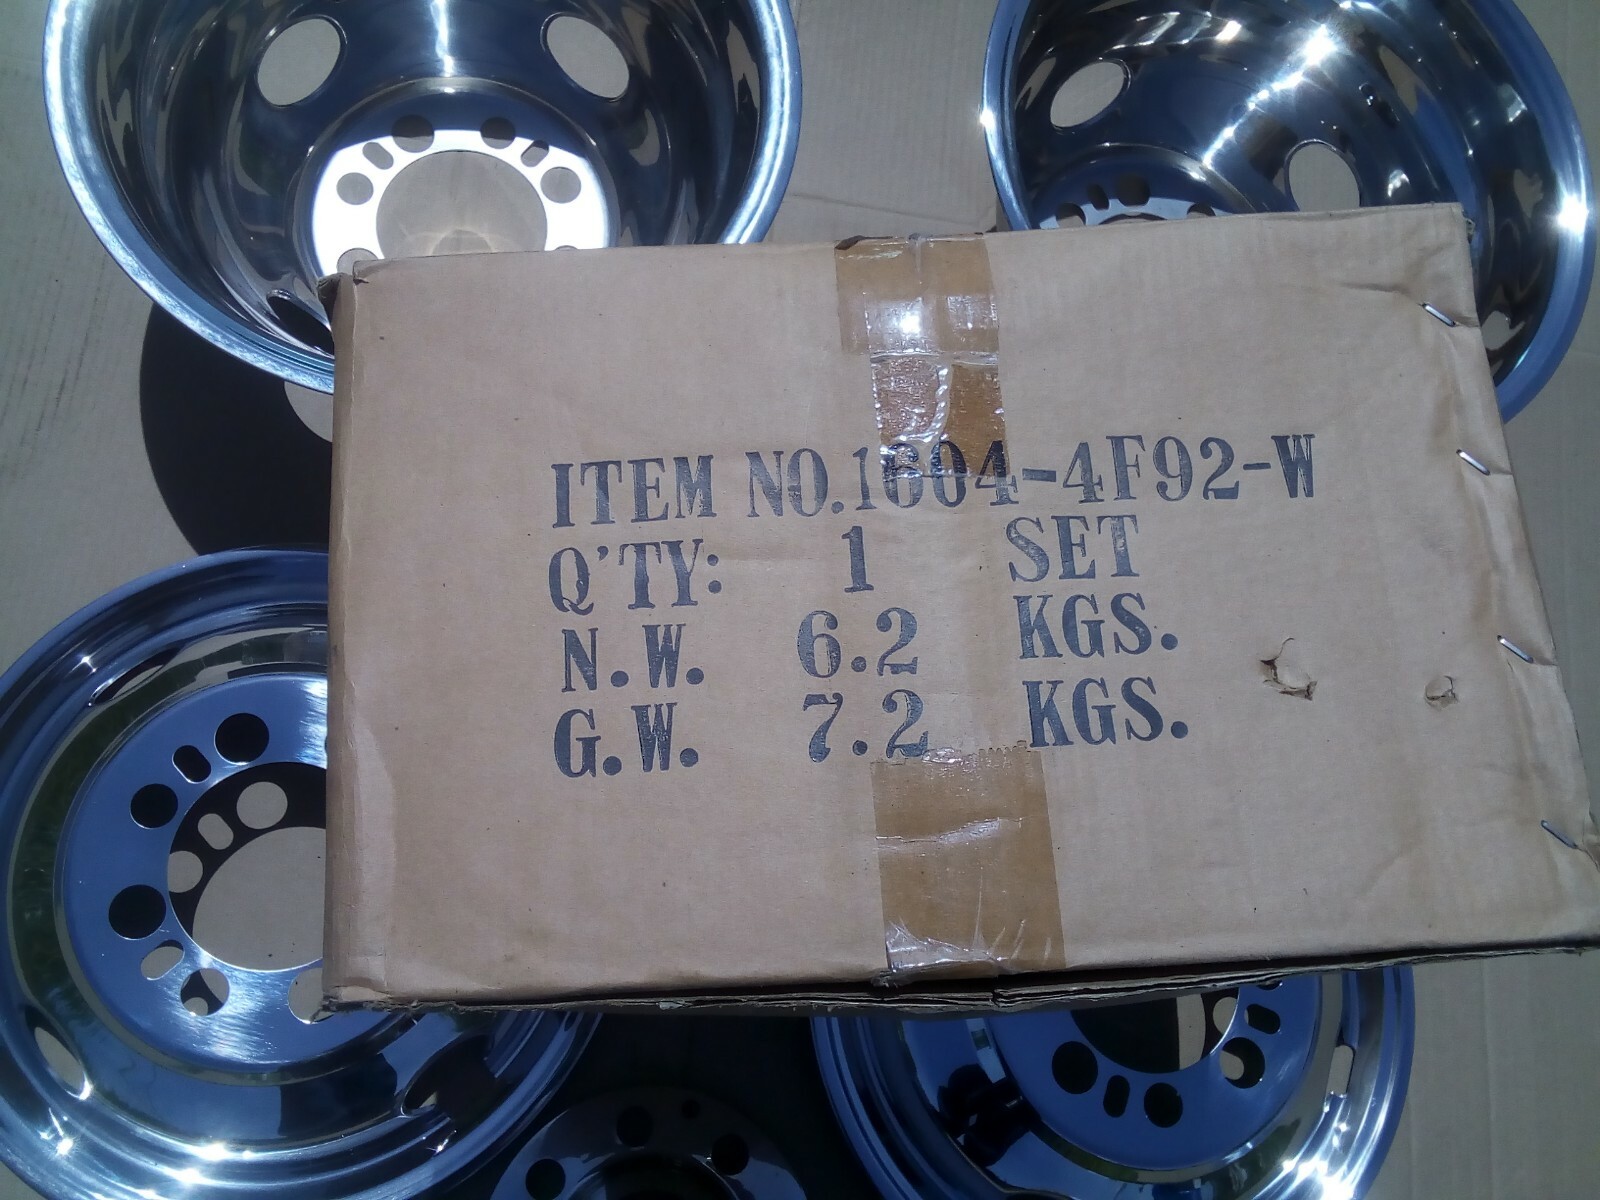 ITEM NO.1604-4F92-W
Q'TY: 1 SET
N.W. 6.2 KGS.
G.W. 7.2 KGS.